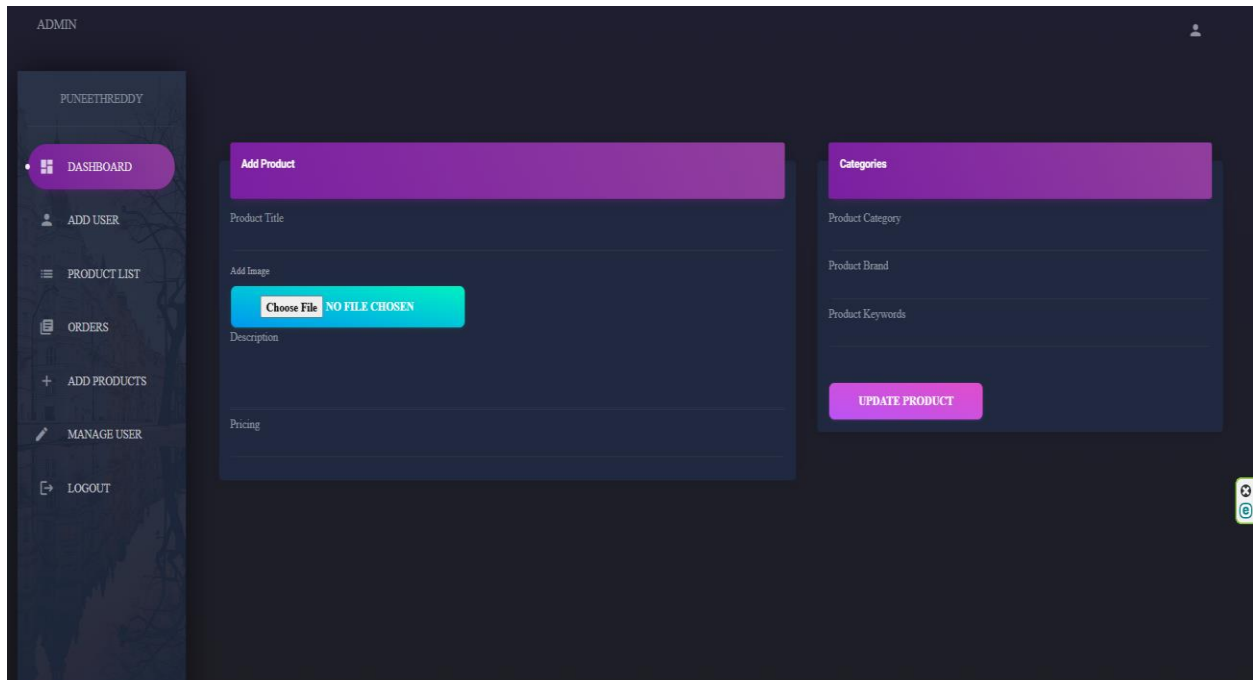 ADMIN
PUNEETHREDDY
DASHBOARD
ADD USER
PRODUCT LIST
ORDERS
ADD PRODUCTS
MANAGE USER
LOGOUT
Add Product
Product Title
Add Image
Choose File NO FILE CHOSEN
Description
Pricing
Categories
Product Category
Product Brand
Product Keywords
UPDATE PRODUCT
e